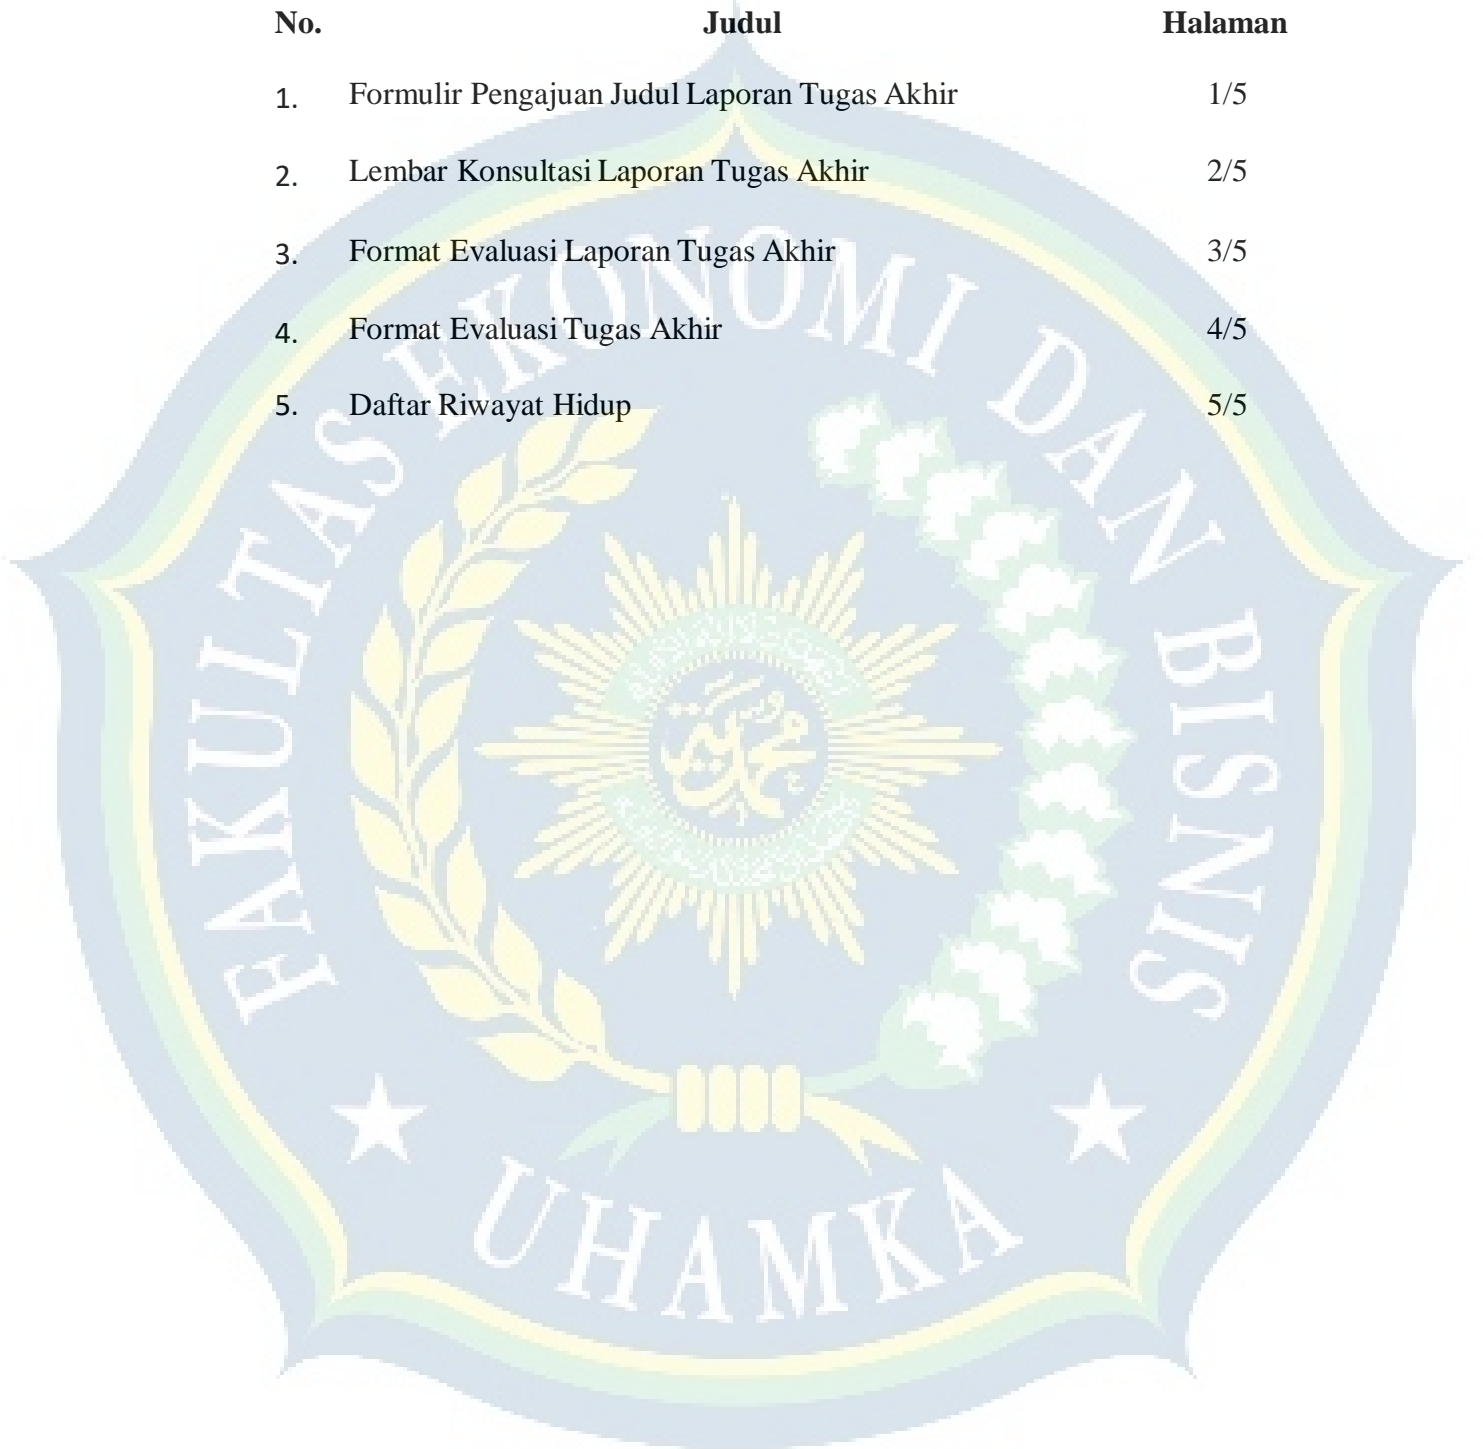 No. Judul Halaman
1. Formulir Pengajuan Judul Laporan Tugas Akhir 1/5
2. Lembar Konsultasi Laporan Tugas Akhir 2/5
3. Format Evaluasi Laporan Tugas Akhir 3/5
4. Format Evaluasi Tugas Akhir 4/5
5. Daftar Riwayat Hidup 5/5
FAKULTAS EKONOMI DAN BISNIS
UHAMKA